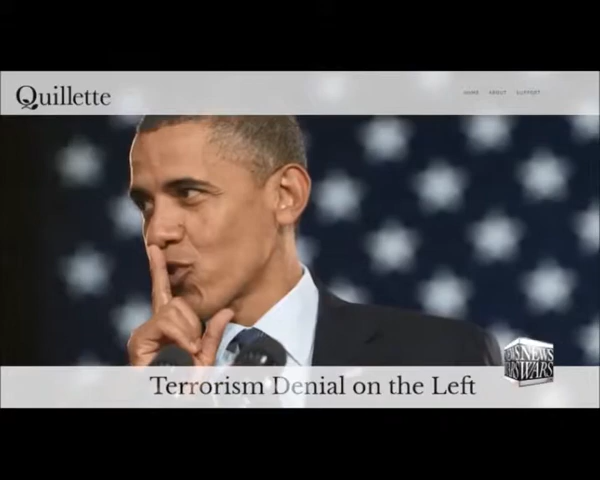 Quillette
HOME ABOUT SUPPORT
Terrorism Denial on the Left
NEWS
WARS